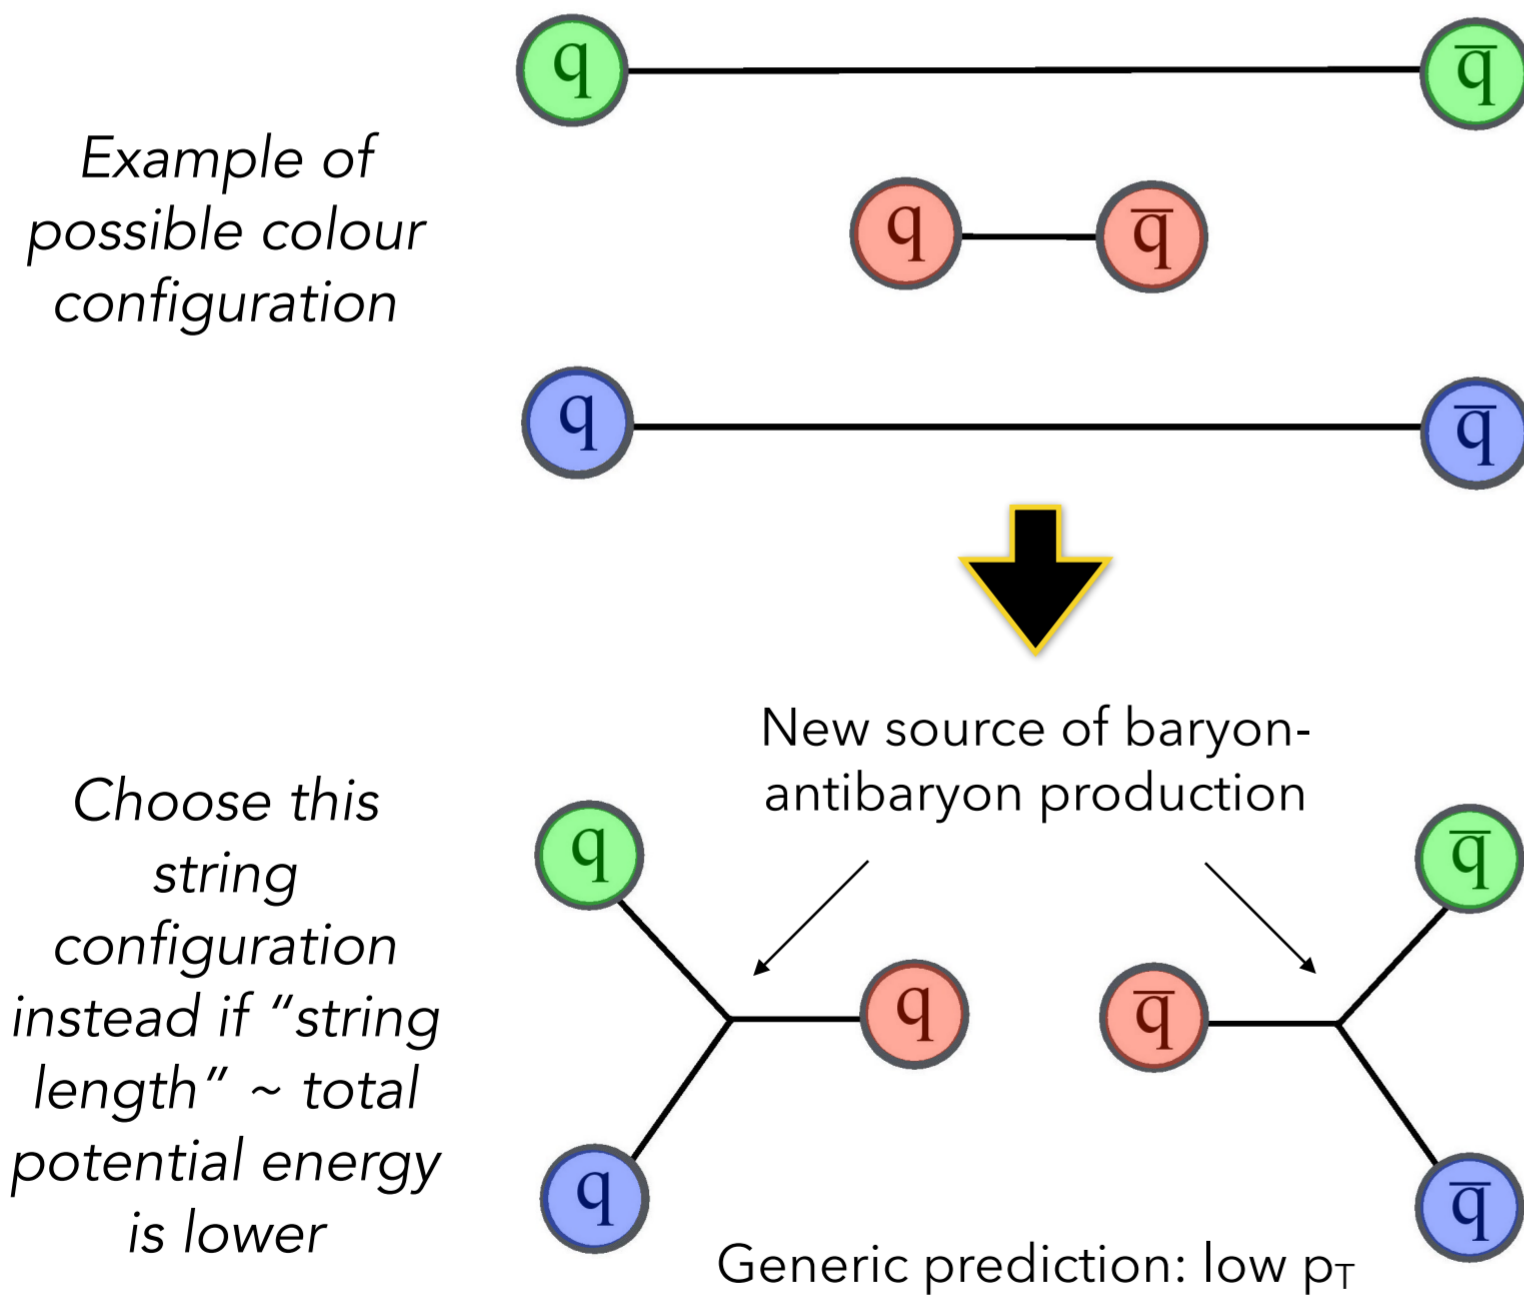 q q̅
Example of
possible colour
configuration
q q̅
q q̅
New source of baryon-
antibaryon production
Choose this
string
configuration
instead if “string
length” ~ total
potential energy
is lower
q q̅
q q̅
q q̅
Generic prediction: low pT